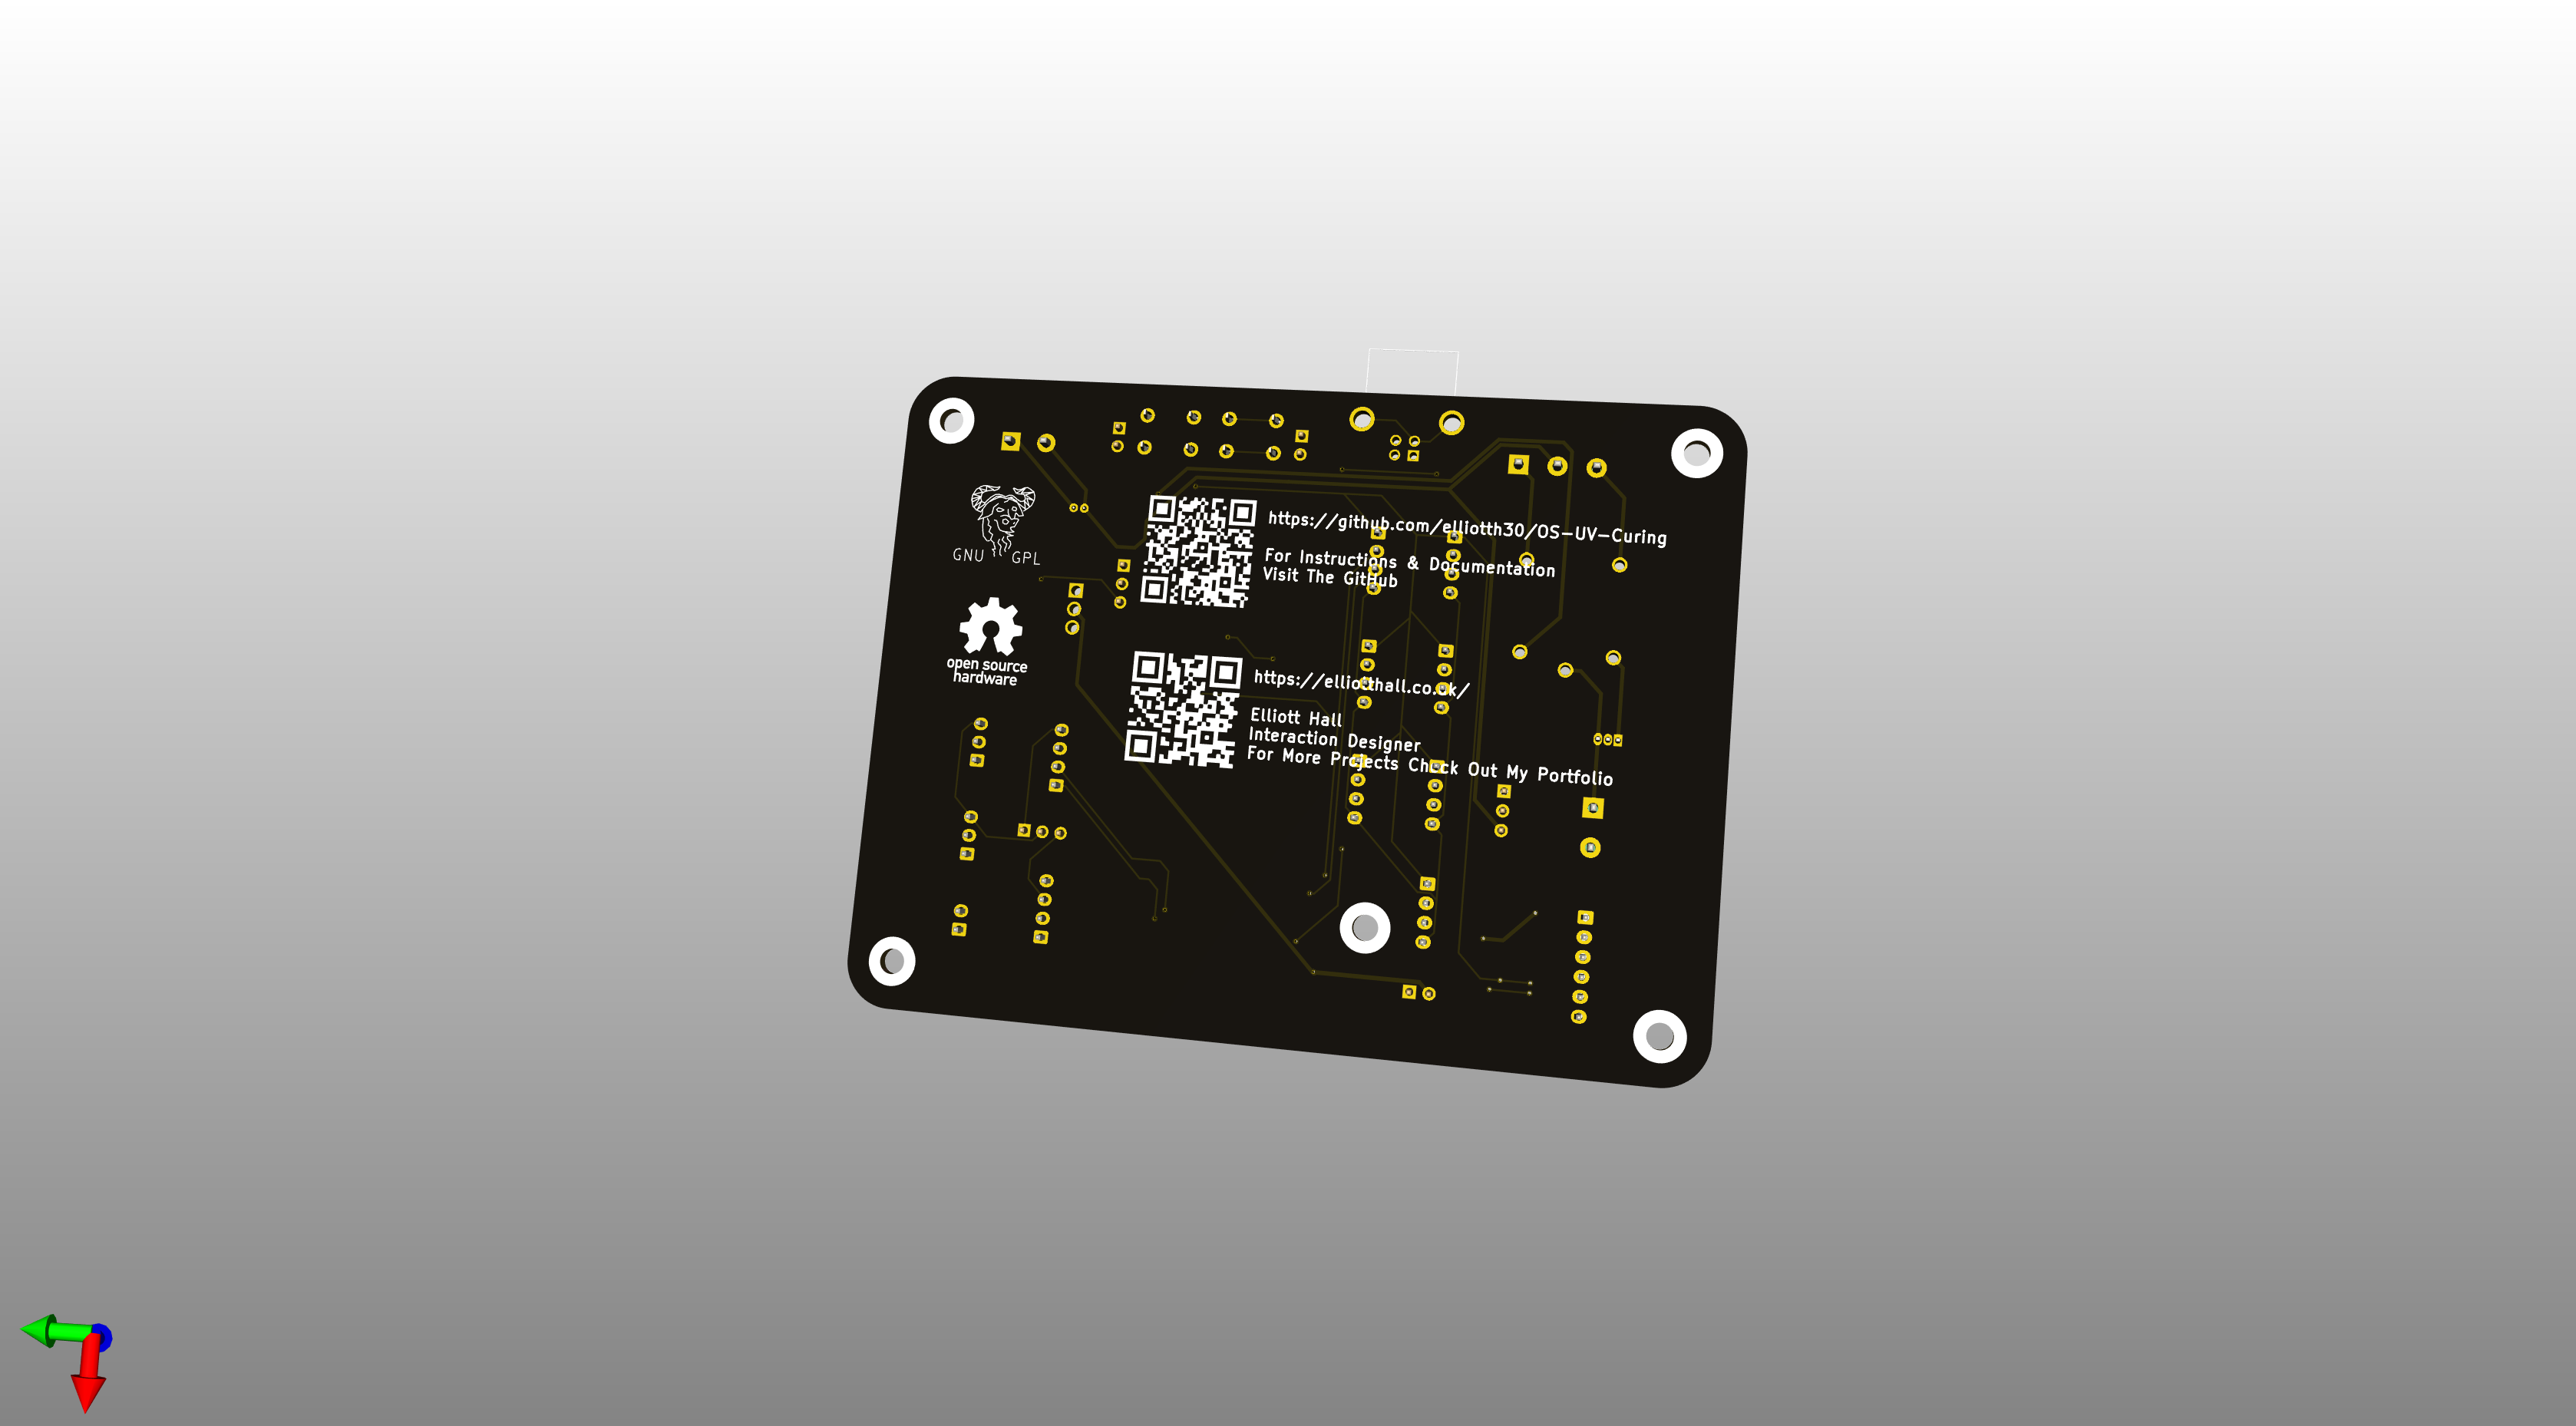 https://github.com/elliotth30/OS-UV-Curing
For Instructions & Documentation
Visit The GitHub
GNU GPL
open source
hardware
https://elliotthall.co.uk/
Elliott Hall
Interaction Designer
For More Projects Check Out My Portfolio